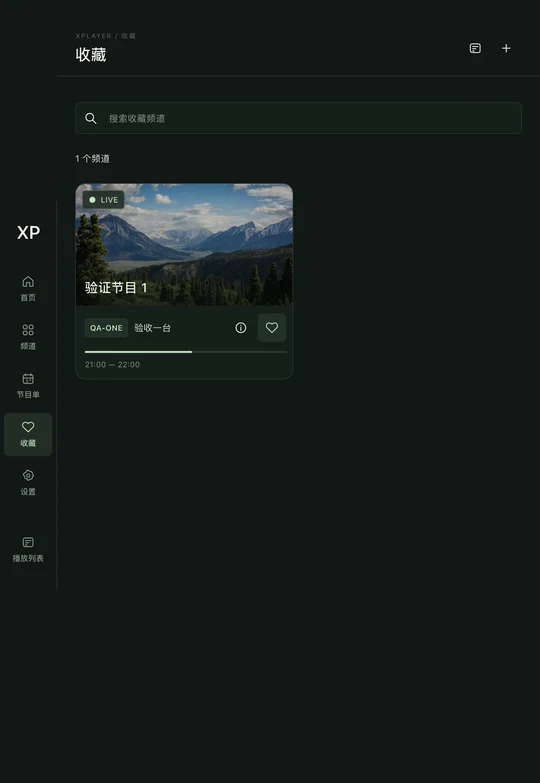 XPLAYER / 收藏
收藏
搜索收藏频道
1 个频道
LIVE
验证节目 1
QA-ONE 验收一台
21:00 — 22:00
XP
首页
频道
节目单
收藏
设置
播放列表